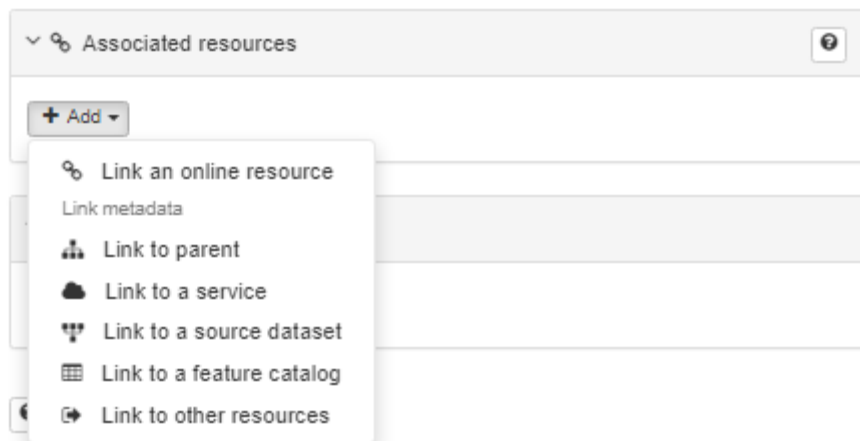 Associated resources
Add
Link an online resource
Link metadata
Link to parent
Link to a service
Link to a source dataset
Link to a feature catalog
Link to other resources